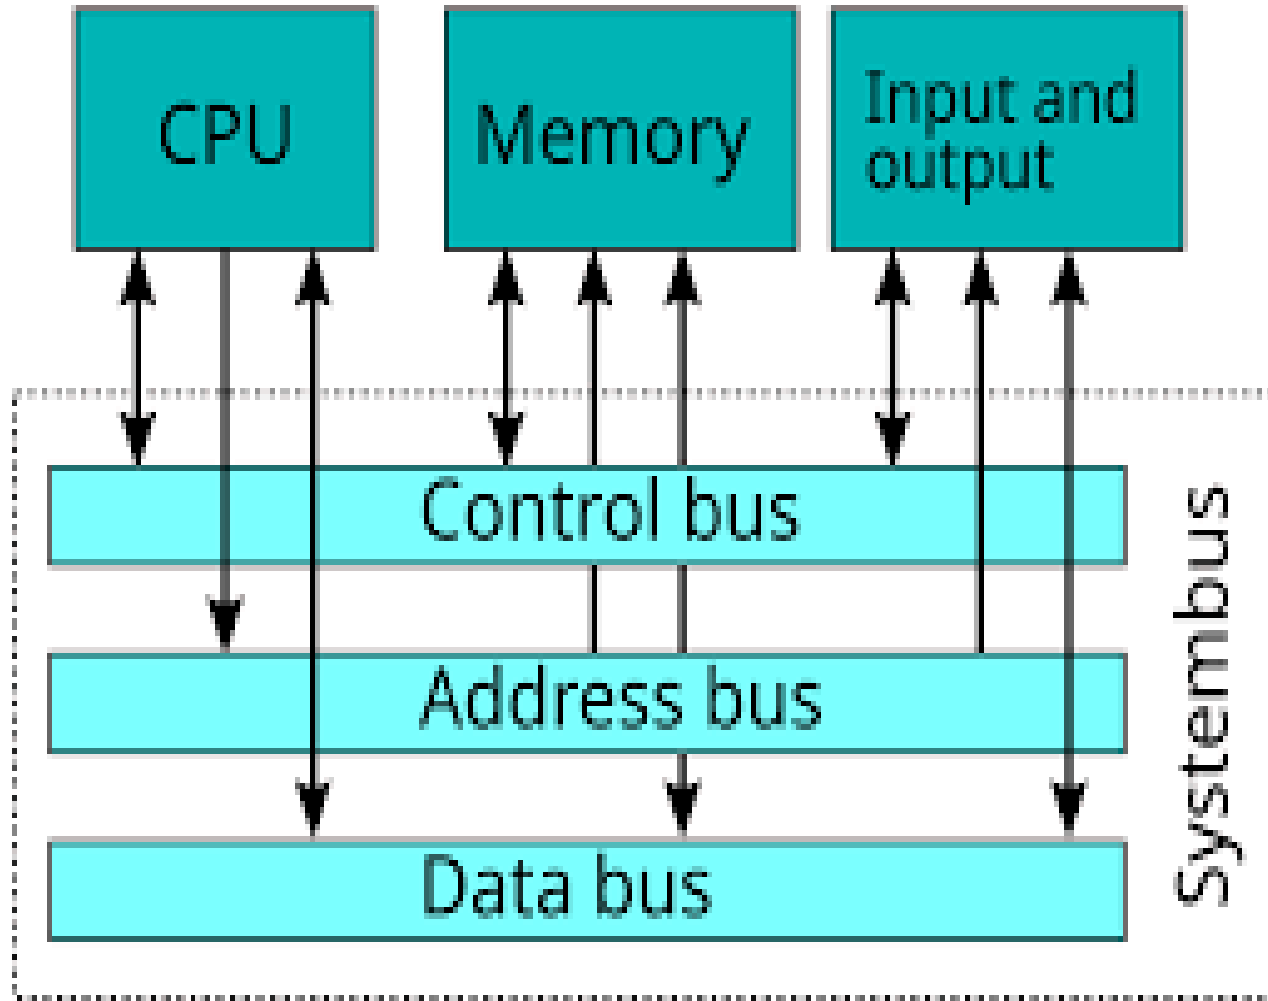 CPU
Memory
Input and
output
Control bus
Address bus
Data bus
Systembus